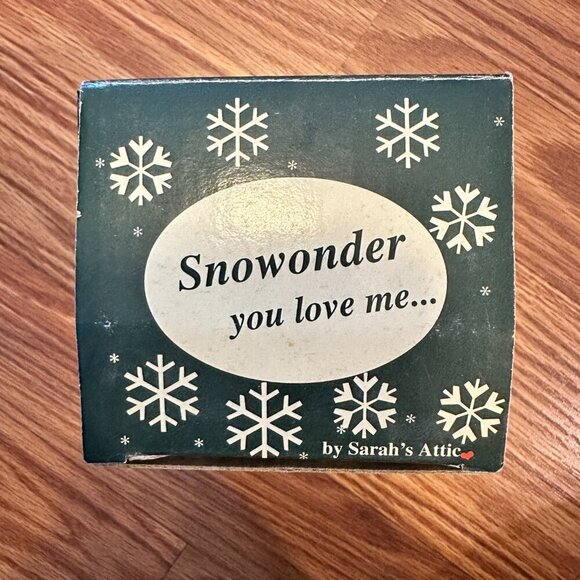 Snowonder
you love me...
by Sarah's Attic